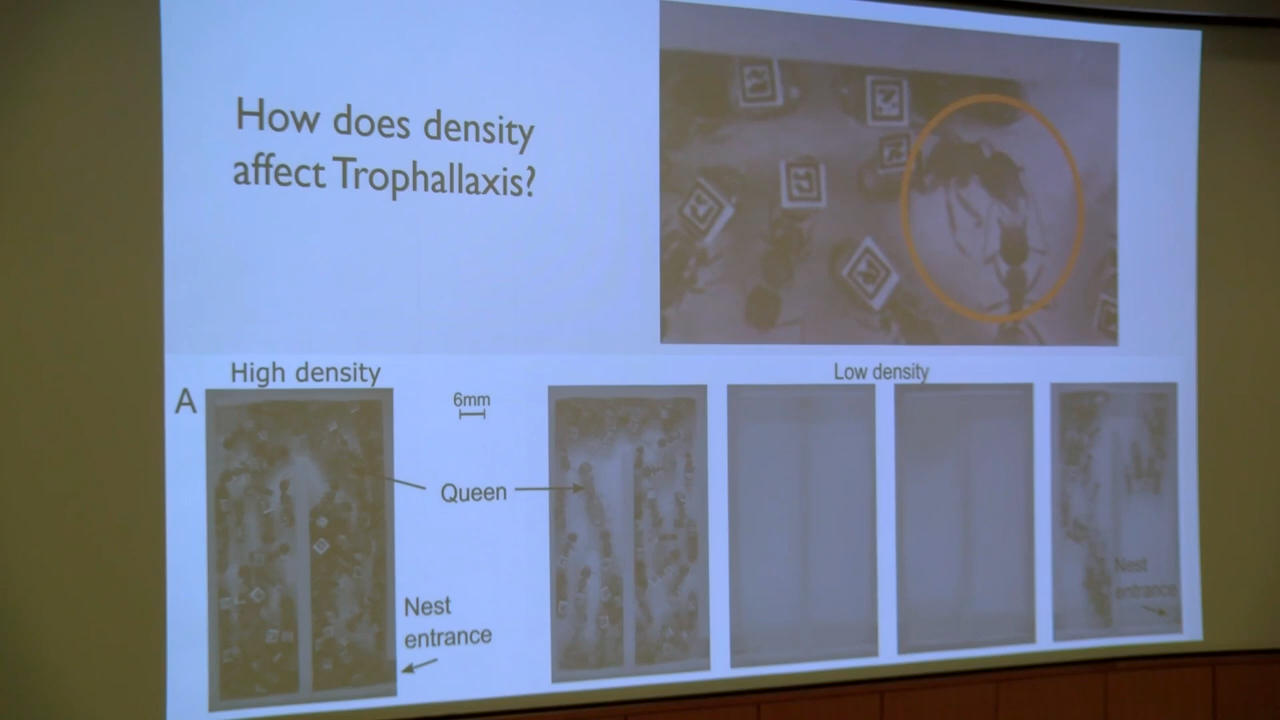 How does density
affect Trophallaxis?
High density
Low density
A
6mm
Queen
Nest
entrance
Nest
entrance